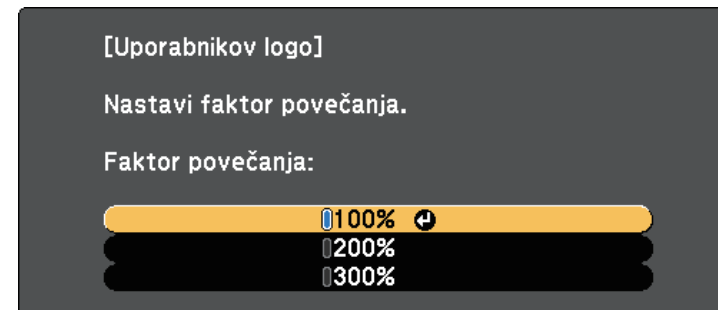 [Uporabnikov logo]
Nastavi faktor povečanja.
Faktor povečanja:
100%
200%
300%